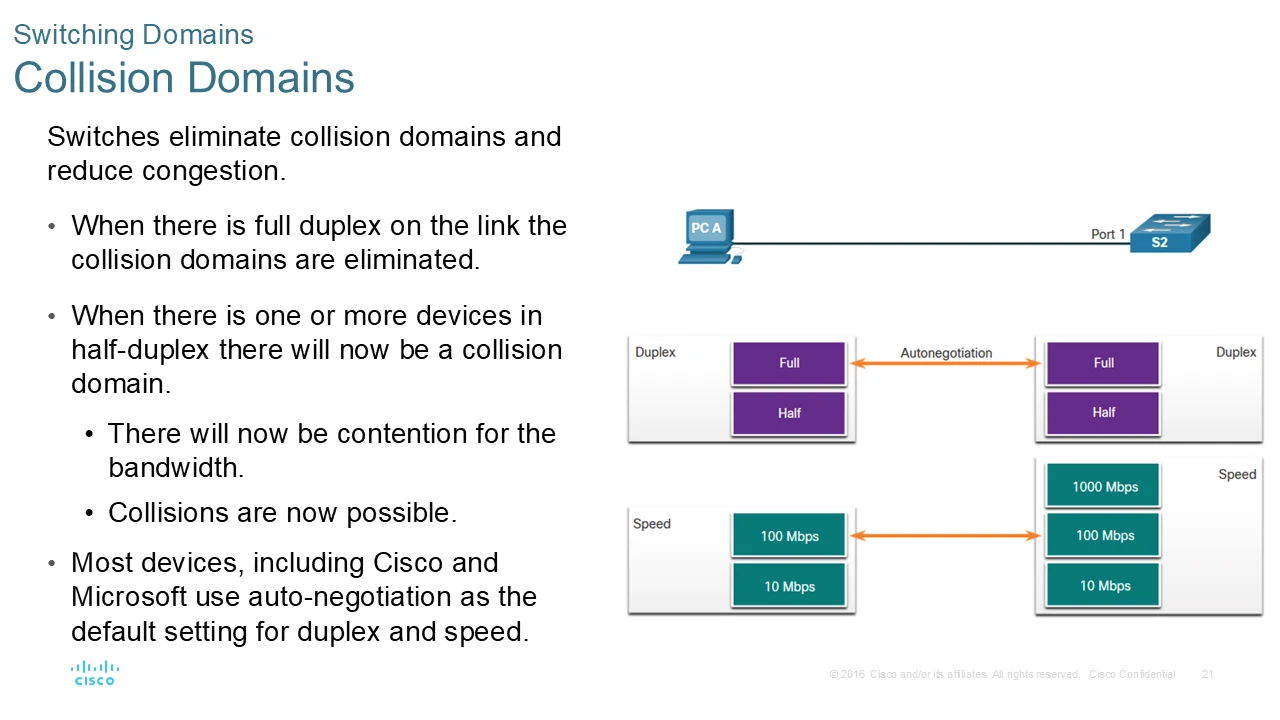 Switching Domains
Collision Domains
Switches eliminate collision domains and
reduce congestion.
• When there is full duplex on the link the
collision domains are eliminated.
• When there is one or more devices in
half-duplex there will now be a collision
domain.
• There will now be contention for the
bandwidth.
• Collisions are now possible.
• Most devices, including Cisco and
Microsoft use auto-negotiation as the
default setting for duplex and speed.
PC A
Port 1
S2
Duplex
Full
Half
Autonegotiation
Full
Half
Duplex
Speed
100 Mbps
10 Mbps
1000 Mbps
100 Mbps
10 Mbps
Speed
CISCO
© 2016 Cisco and/or its affiliates. All rights reserved. Cisco Confidential
21